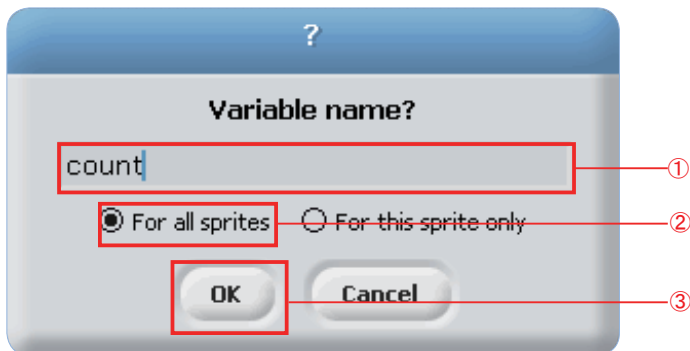 ?
Variable name?
count ①
For all sprites For this sprite only ②
OK Cancel ③